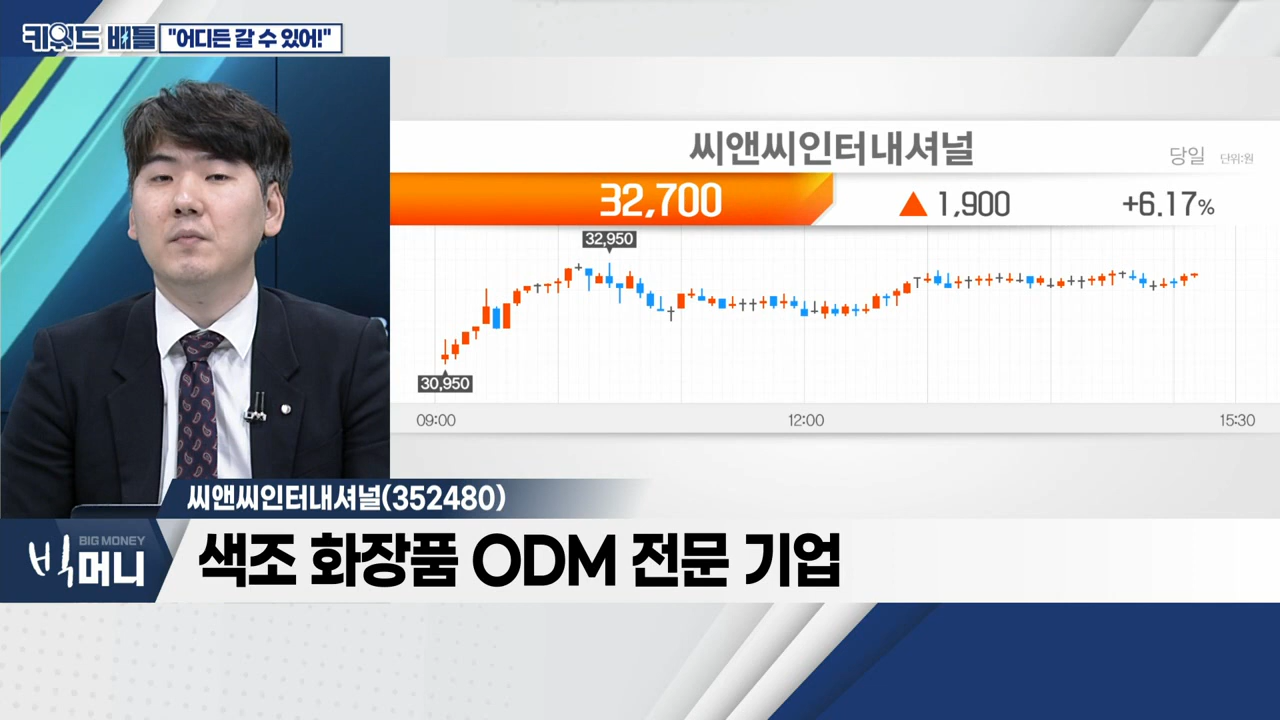 키워드 배틀 "어디든 갈 수 있어!"
씨앤씨인터내셔널
당일 단위:원
32,700 ▲ 1,900 +6.17%
32,950
30,950
09:00 12:00 15:30
씨앤씨인터내셔널(352480)
BIG MONEY
빅머니
색조 화장품 ODM 전문 기업